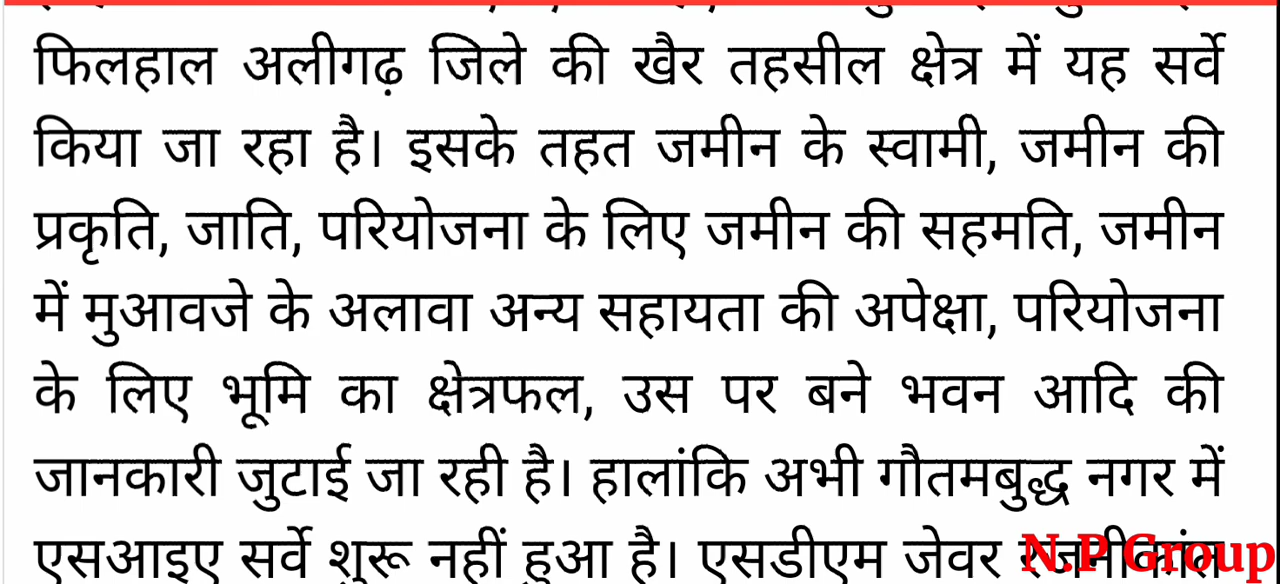 फिलहाल अलीगढ़ जिले की खैर तहसील क्षेत्र में यह सर्वे
किया जा रहा है। इसके तहत जमीन के स्वामी, जमीन की
प्रकृति, जाति, परियोजना के लिए जमीन की सहमति, जमीन
में मुआवजे के अलावा अन्य सहायता की अपेक्षा, परियोजना
के लिए भूमि का क्षेत्रफल, उस पर बने भवन आदि की
जानकारी जुटाई जा रही है। हालांकि अभी गौतमबुद्ध नगर में
एसआइए सर्वे शुरू नहीं हुआ है। एसडीएम जेवर
N.P Group